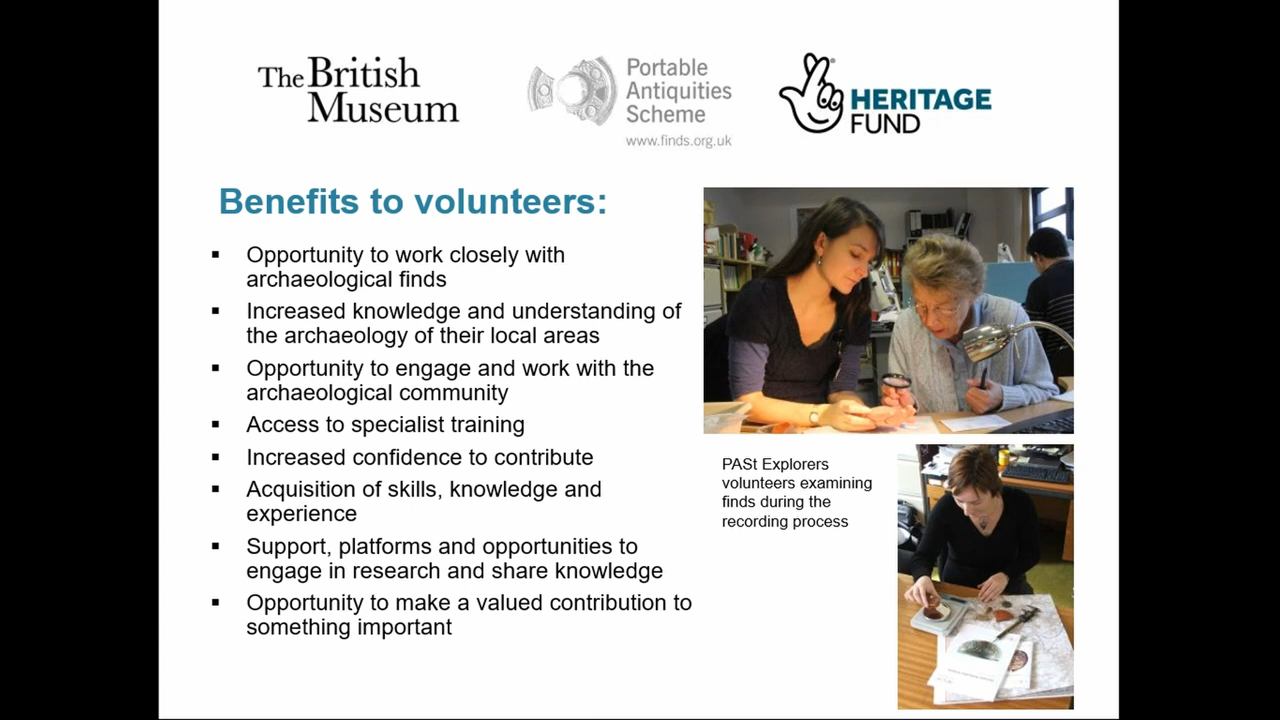 The British
Museum
Portable
Antiquities
Scheme
www.finds.org.uk
HERITAGE
FUND
Benefits to volunteers:
▪ Opportunity to work closely with
archaeological finds
▪ Increased knowledge and understanding of
the archaeology of their local areas
▪ Opportunity to engage and work with the
archaeological community
▪ Access to specialist training
▪ Increased confidence to contribute
▪ Acquisition of skills, knowledge and
experience
▪ Support, platforms and opportunities to
engage in research and share knowledge
▪ Opportunity to make a valued contribution to
something important
PASt Explorers
volunteers examining
finds during the
recording process